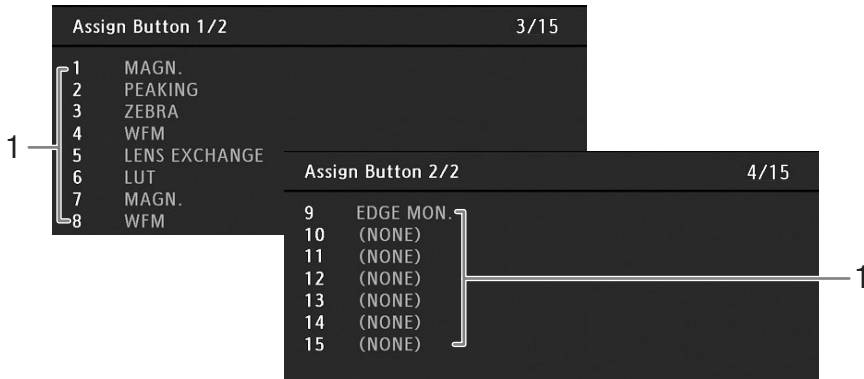 Assign Button 1/2 3/15
1 MAGN.
2 PEAKING
3 ZEBRA
4 WFM
5 LENS EXCHANGE
6 LUT
7 MAGN.
8 WFM
1
Assign Button 2/2 4/15
9 EDGE MON.
10 (NONE)
11 (NONE)
12 (NONE)
13 (NONE)
14 (NONE)
15 (NONE)
1